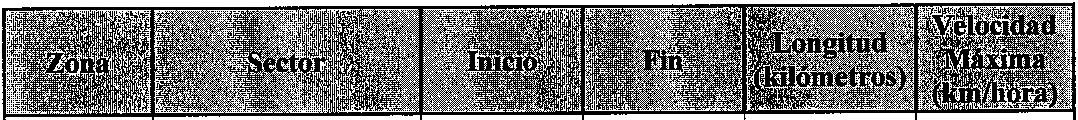 Zona Sector Inicio Fin Longitud (kilómetros) Velocidad Máxima (km/hora)